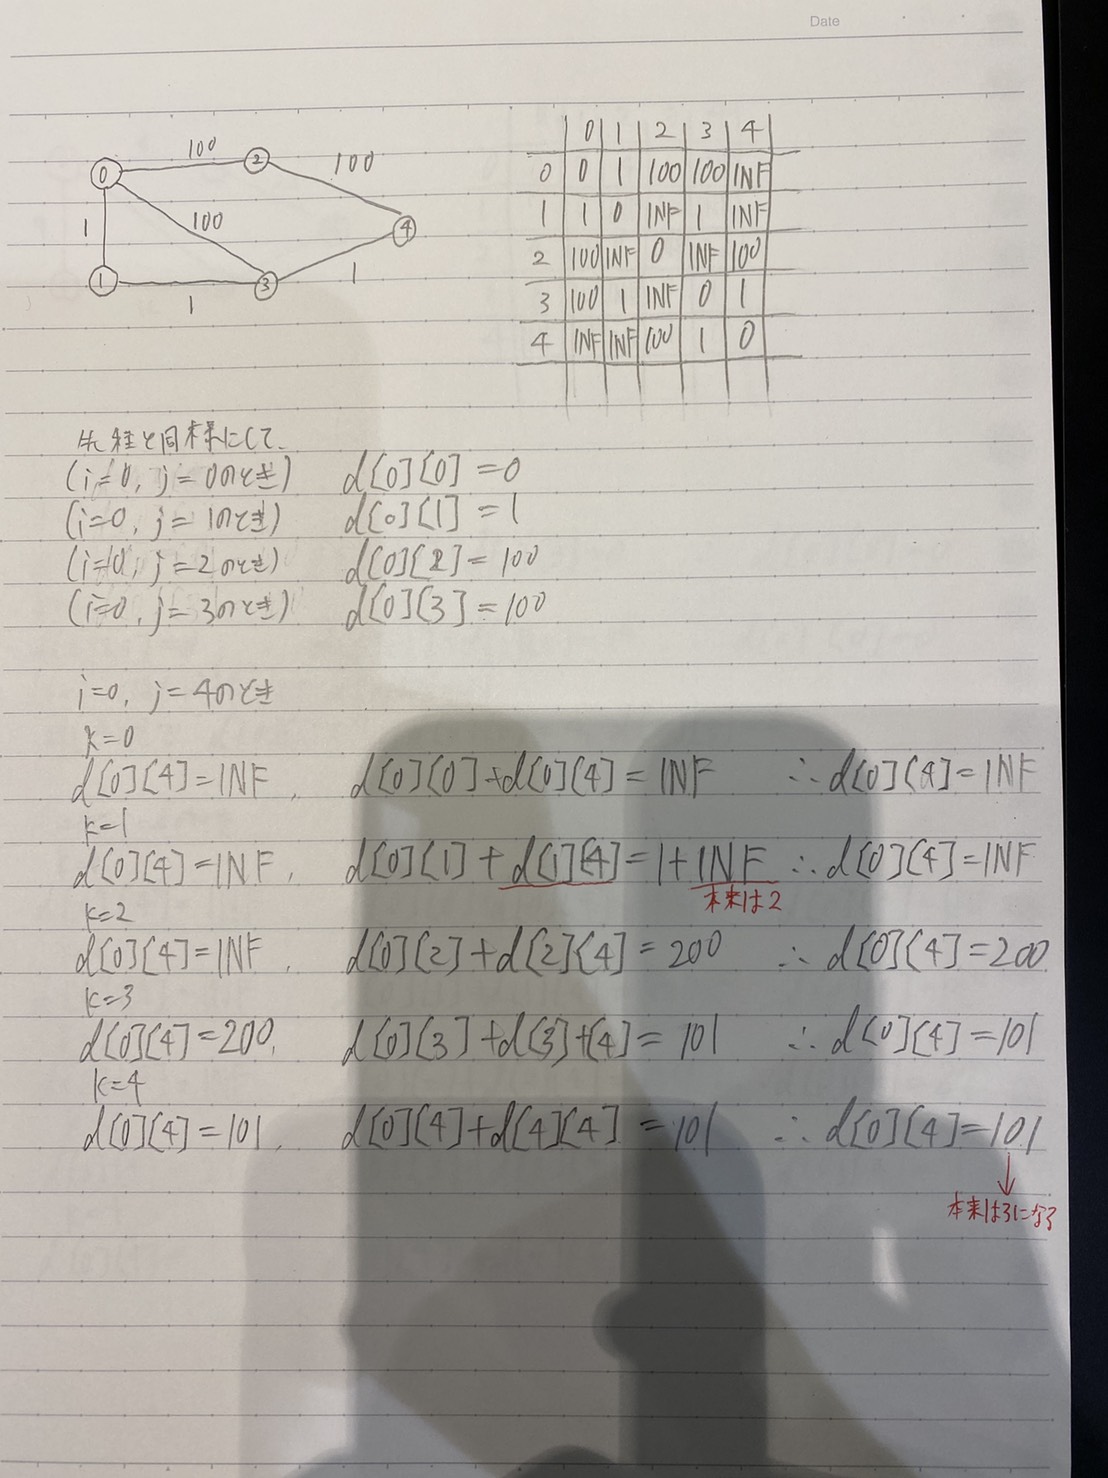 Date
100
0
2
100
1
100
4
1
3
1
1
0 1 2 3 4
0 0 1 100 100 INF
1 1 0 INF 1 INF
2 100 INF 0 INF 100
3 100 1 INF 0 1
4 INF INF 100 1 0
先程と同様にして、
(i=0, j=0のとき) d[0][0]=0
(i=0, j=1のとき) d[0][1]=1
(i=0, j=2のとき) d[0][2]=100
(i=0, j=3のとき) d[0][3]=100
i=0, j=4のとき
k=0
d[0][4]=INF, d[0][0]+d[0][4]=INF ∴d[0][4]=INF
k=1
d[0][4]=INF, d[0][1]+d[1][4]=1+INF ∴d[0][4]=INF
本来は2
k=2
d[0][4]=INF, d[0][2]+d[2][4]=200 ∴d[0][4]=200
k=3
d[0][4]=200, d[0][3]+d[3]+[4]=101 ∴d[0][4]=101
k=4
d[0][4]=101, d[0][4]+d[4][4]=101 ∴d[0][4]=101
本来は3になる